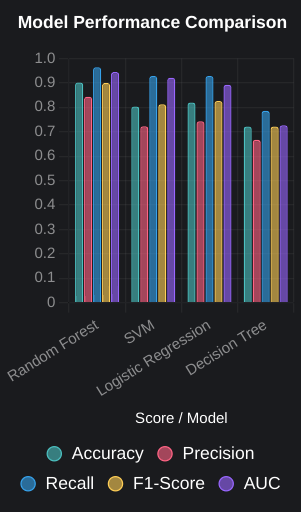 Model Performance Comparison
1.0
0.9
0.8
0.7
0.6
0.5
0.4
0.3
0.2
0.1
0
Random Forest
SVM
Logistic Regression
Decision Tree
Score / Model
Accuracy
Precision
Recall
F1-Score
AUC